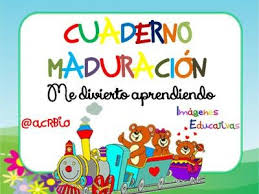 CUADERNO
MADURACIÓN
Me divierto aprendiendo
@acrbio
Imágenes
Educativas